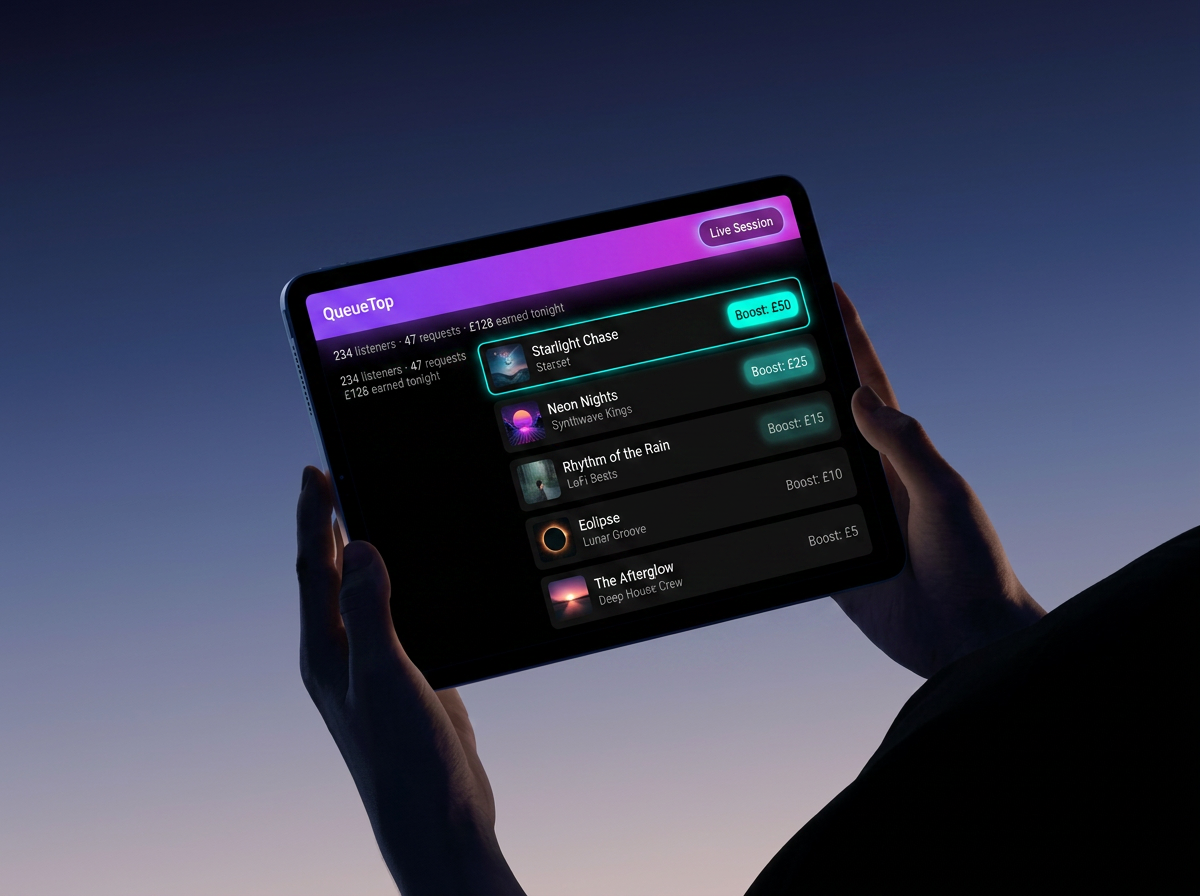 QueueTop
Live Session
234 listeners · 47 requests · £128 earned tonight
234 listeners · 47 requests
£128 earned tonight
Starlight Chase
Starset
Boost: £50
Neon Nights
Synthwave Kings
Boost: £25
Rhythm of the Rain
LoFi Beats
Boost: £15
Eolipse
Lunar Groove
Boost: £10
The Afterglow
Deep House Crew
Boost: £5